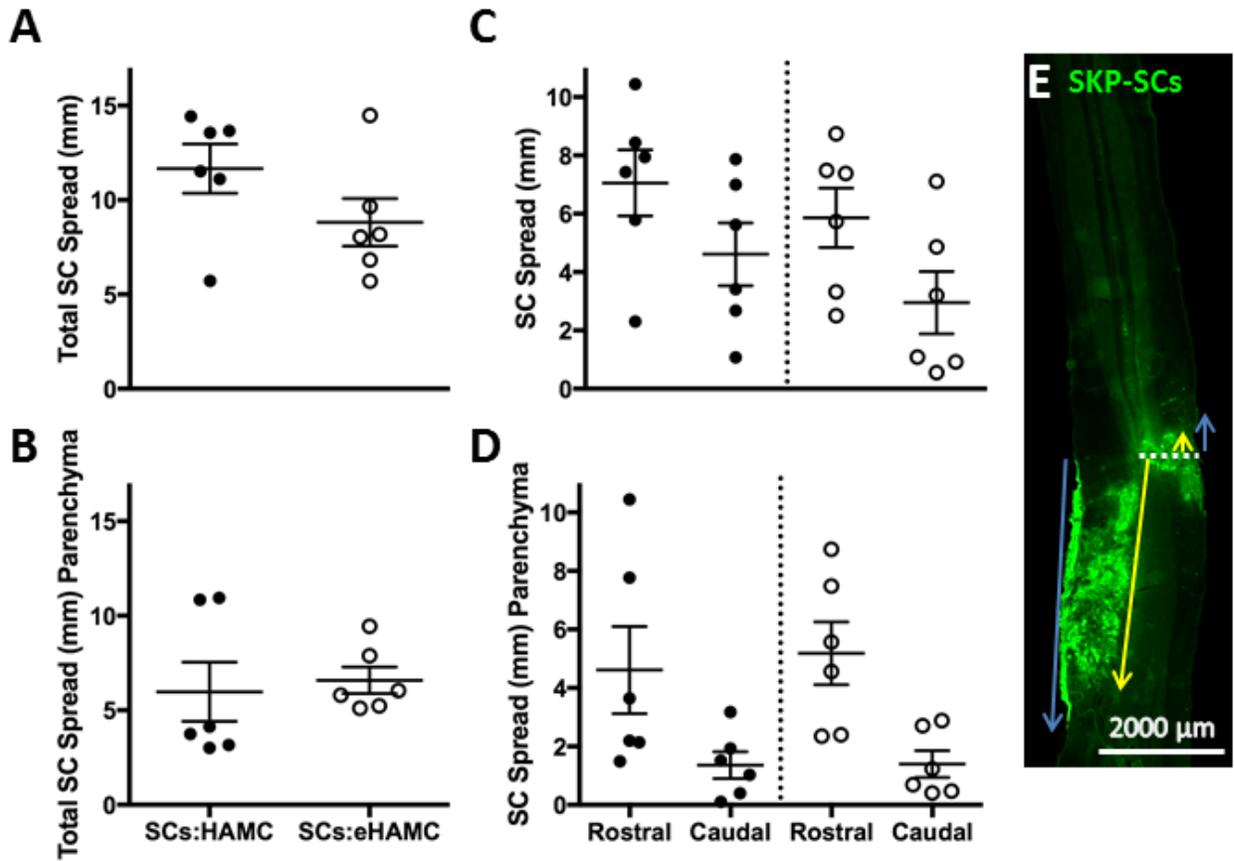 A
Total SC Spread (mm)
15
10
5
0
B
Total SC Spread (mm) Parenchyma
15
10
5
0
SCs:HAMC SCs:eHAMC
C
SC Spread (mm)
10
8
6
4
2
0
D
SC Spread (mm) Parenchyma
10
8
6
4
2
0
Rostral Caudal Rostral Caudal
E SKP-SCs
2000 µm